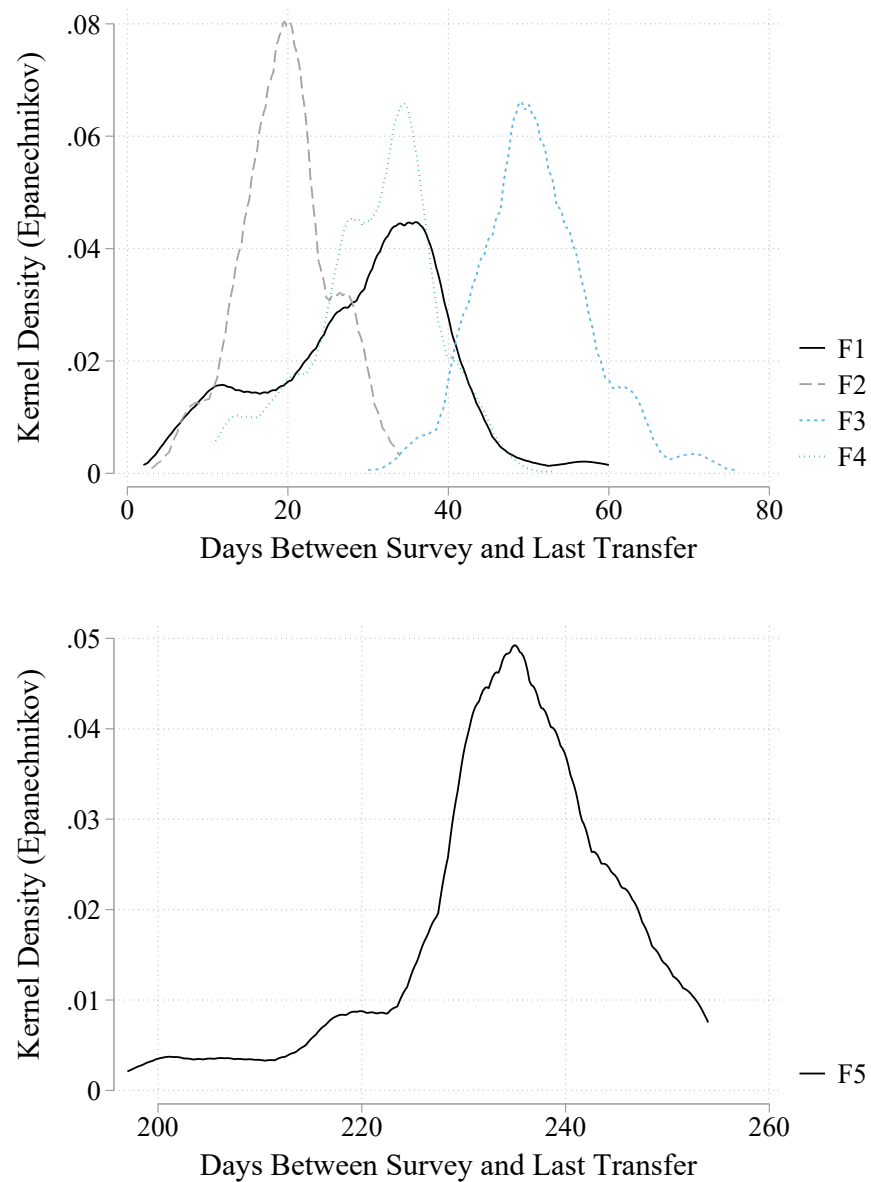 Kernel Density (Epanechnikov)
.08
.06
.04
.02
0
0 20 40 60 80
Days Between Survey and Last Transfer
F1
F2
F3
F4
Kernel Density (Epanechnikov)
.05
.04
.03
.02
.01
0
200 220 240 260
Days Between Survey and Last Transfer
F5